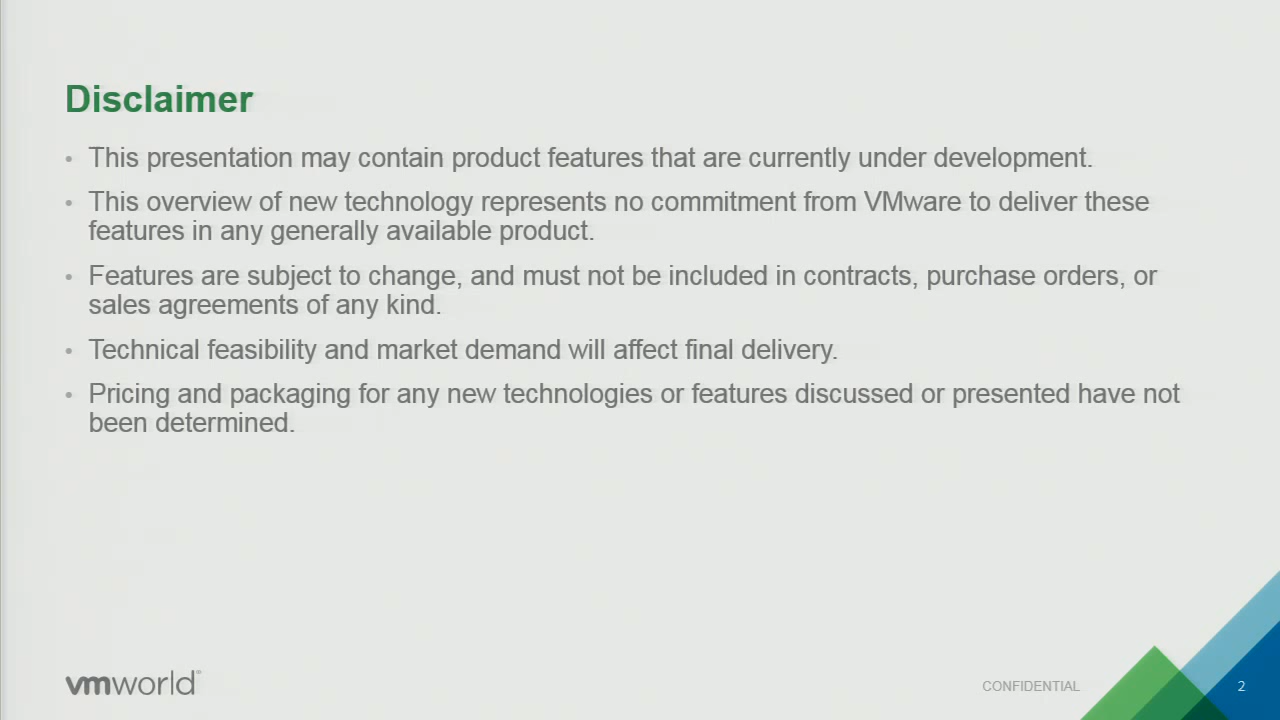 Disclaimer
• This presentation may contain product features that are currently under development.
• This overview of new technology represents no commitment from VMware to deliver these
features in any generally available product.
• Features are subject to change, and must not be included in contracts, purchase orders, or
sales agreements of any kind.
• Technical feasibility and market demand will affect final delivery.
• Pricing and packaging for any new technologies or features discussed or presented have not
been determined.
vmworld®
CONFIDENTIAL
2